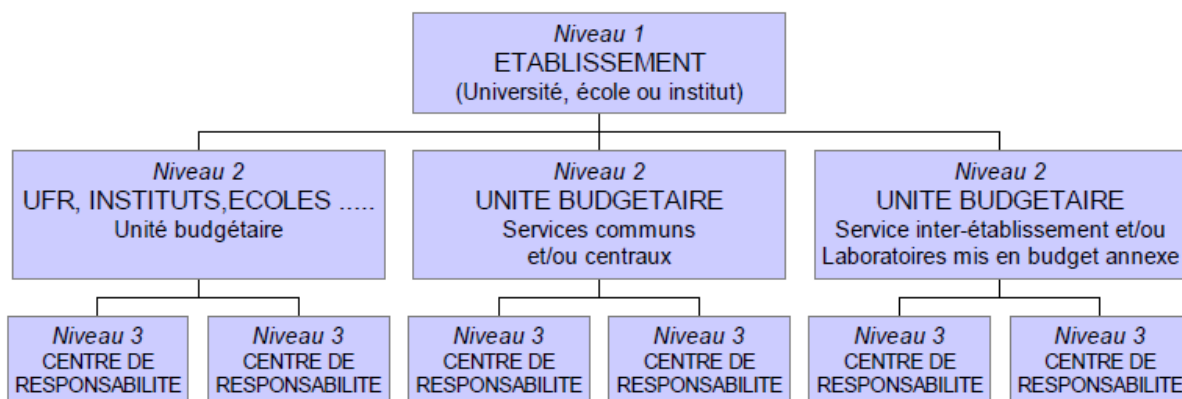 Niveau 1
ETABLISSEMENT
(Université, école ou institut)
Niveau 2
UFR, INSTITUTS,ECOLES .....
Unité budgétaire
Niveau 2
UNITE BUDGETAIRE
Services communs
et/ou centraux
Niveau 2
UNITE BUDGETAIRE
Service inter-établissement et/ou
Laboratoires mis en budget annexe
Niveau 3
CENTRE DE
RESPONSABILITE
Niveau 3
CENTRE DE
RESPONSABILITE
Niveau 3
CENTRE DE
RESPONSABILITE
Niveau 3
CENTRE DE
RESPONSABILITE
Niveau 3
CENTRE DE
RESPONSABILITE
Niveau 3
CENTRE DE
RESPONSABILITE